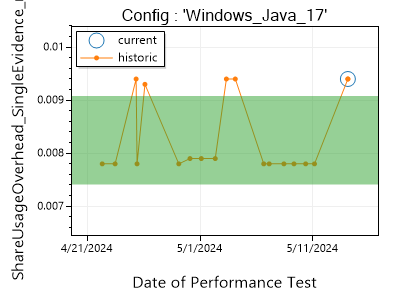 Config : 'Windows_Java_17'
ShareUsageOverhead_SingleEvidence_
current
historic
0.01
0.009
0.008
0.007
4/21/2024
5/1/2024
5/11/2024
Date of Performance Test